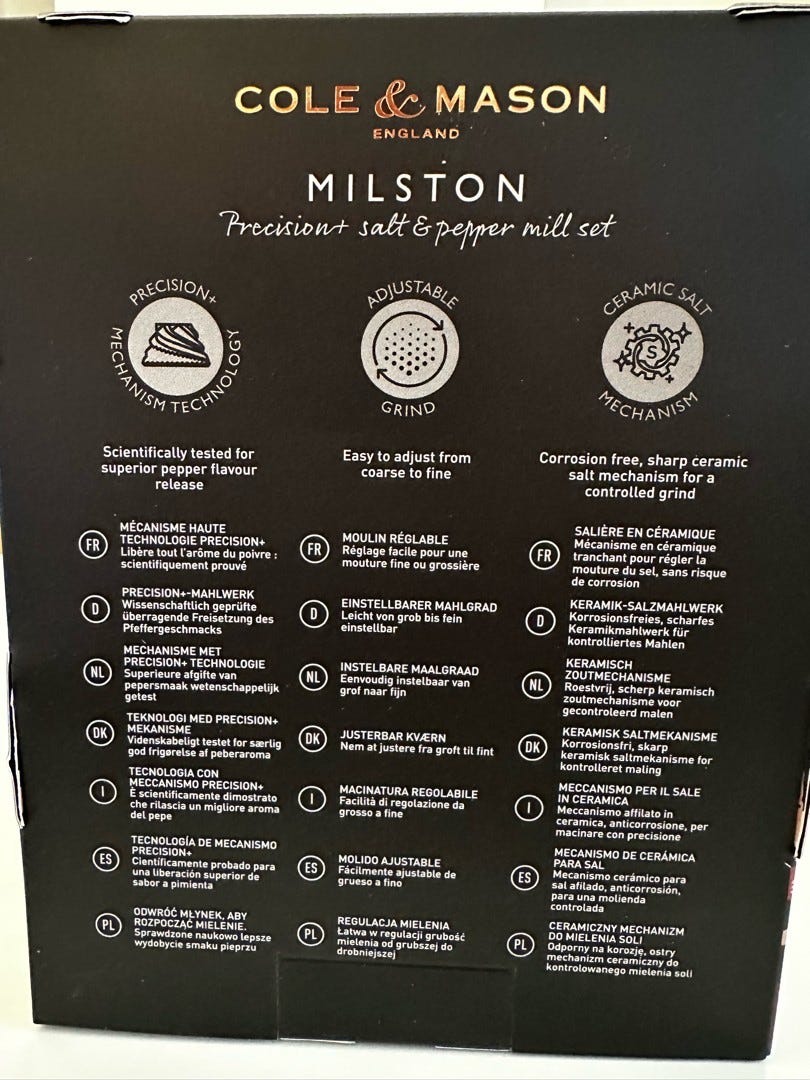 COLE & MASON
ENGLAND
MILSTON
Precision+ salt & pepper mill set
PRECISION+
MECHANISM TECHNOLOGY
Scientifically tested for
superior pepper flavour
release
ADJUSTABLE
GRIND
Easy to adjust from
coarse to fine
CERAMIC SALT
MECHANISM
S
Corrosion free, sharp ceramic
salt mechanism for a
controlled grind
FR
MÉCANISME HAUTE
TECHNOLOGIE PRECISION+
Libère tout l'arôme du poivre :
scientifiquement prouvé
D
PRECISION+-MAHLWERK
Wissenschaftlich geprüfte
überragende Freisetzung des
Pfeffergeschmacks
NL
MECHANISME MET
PRECISION+ TECHNOLOGIE
Superieure afgifte van
pepersmaak wetenschappelijk
getest
DK
TEKNOLOGI MED PRECISION+
MEKANISME
Videnskabeligt testet for særlig
god frigørelse af peberaroma
I
TECNOLOGIA CON
MECCANISMO PRECISION+
È scientificamente dimostrato
che rilascia un migliore aroma
del pepe
ES
TECNOLOGÍA DE MECANISMO
PRECISION+
Científicamente probado para
una liberación superior de
sabor a pimienta
PL
ODWRÓĆ MŁYNEK, ABY
ROZPOCZĄĆ MIELENIE.
Sprawdzone naukowo lepsze
wydobycie smaku pieprzu
FR
MOULIN RÉGLABLE
Réglage facile pour une
mouture fine ou grossière
D
EINSTELLBARER MAHLGRAD
Leicht von grob bis fein
einstellbar
NL
INSTELBARE MAALGRAAD
Eenvoudig instelbaar van
grof naar fijn
DK
JUSTERBAR KVÆRN
Nem at justere fra groft til fint
I
MACINATURA REGOLABILE
Facilità di regolazione da
grosso a fine
ES
MOLIDO AJUSTABLE
Fácilmente ajustable de
grueso a fino
PL
REGULACJA MIELENIA
Łatwa w regulacji grubość
mielenia od grubszej do
drobniejszej
FR
SALIÈRE EN CÉRAMIQUE
Mécanisme en céramique
tranchant pour régler la
mouture du sel, sans risque
de corrosion
D
KERAMIK-SALZMAHLWERK
Korrosionsfreies, scharfes
Keramikmahlwerk für
kontrolliertes Mahlen
NL
KERAMISCH
ZOUTMECHANISME
Roestvrij, scherp keramisch
zoutmechanisme voor
gecontroleerd malen
DK
KERAMISK SALTMEKANISME
Korrosionsfri, skarp
keramisk saltmekanisme for
kontrolleret maling
I
MECCANISMO PER IL SALE
IN CERAMICA
Meccanismo affilato in
ceramica, anticorrosione, per
macinare con precisione
ES
MECANISMO DE CERÁMICA
PARA SAL
Mecanismo cerámico para
sal afilado, anticorrosión,
para una molienda
controlada
PL
CERAMICZNY MECHANIZM
DO MIELENIA SOLI
Odporny na korozję, ostry
mechanizm ceramiczny do
kontrolowanego mielenia soli